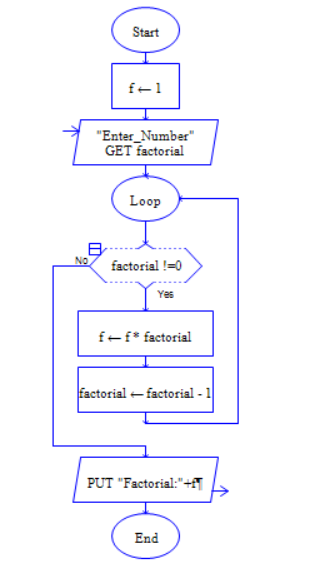 Start
f ← 1
"Enter_Number"
GET factorial
Loop
factorial !=0
No
Yes
f ← f * factorial
factorial ← factorial - 1
PUT "Factorial:"+f¶
End